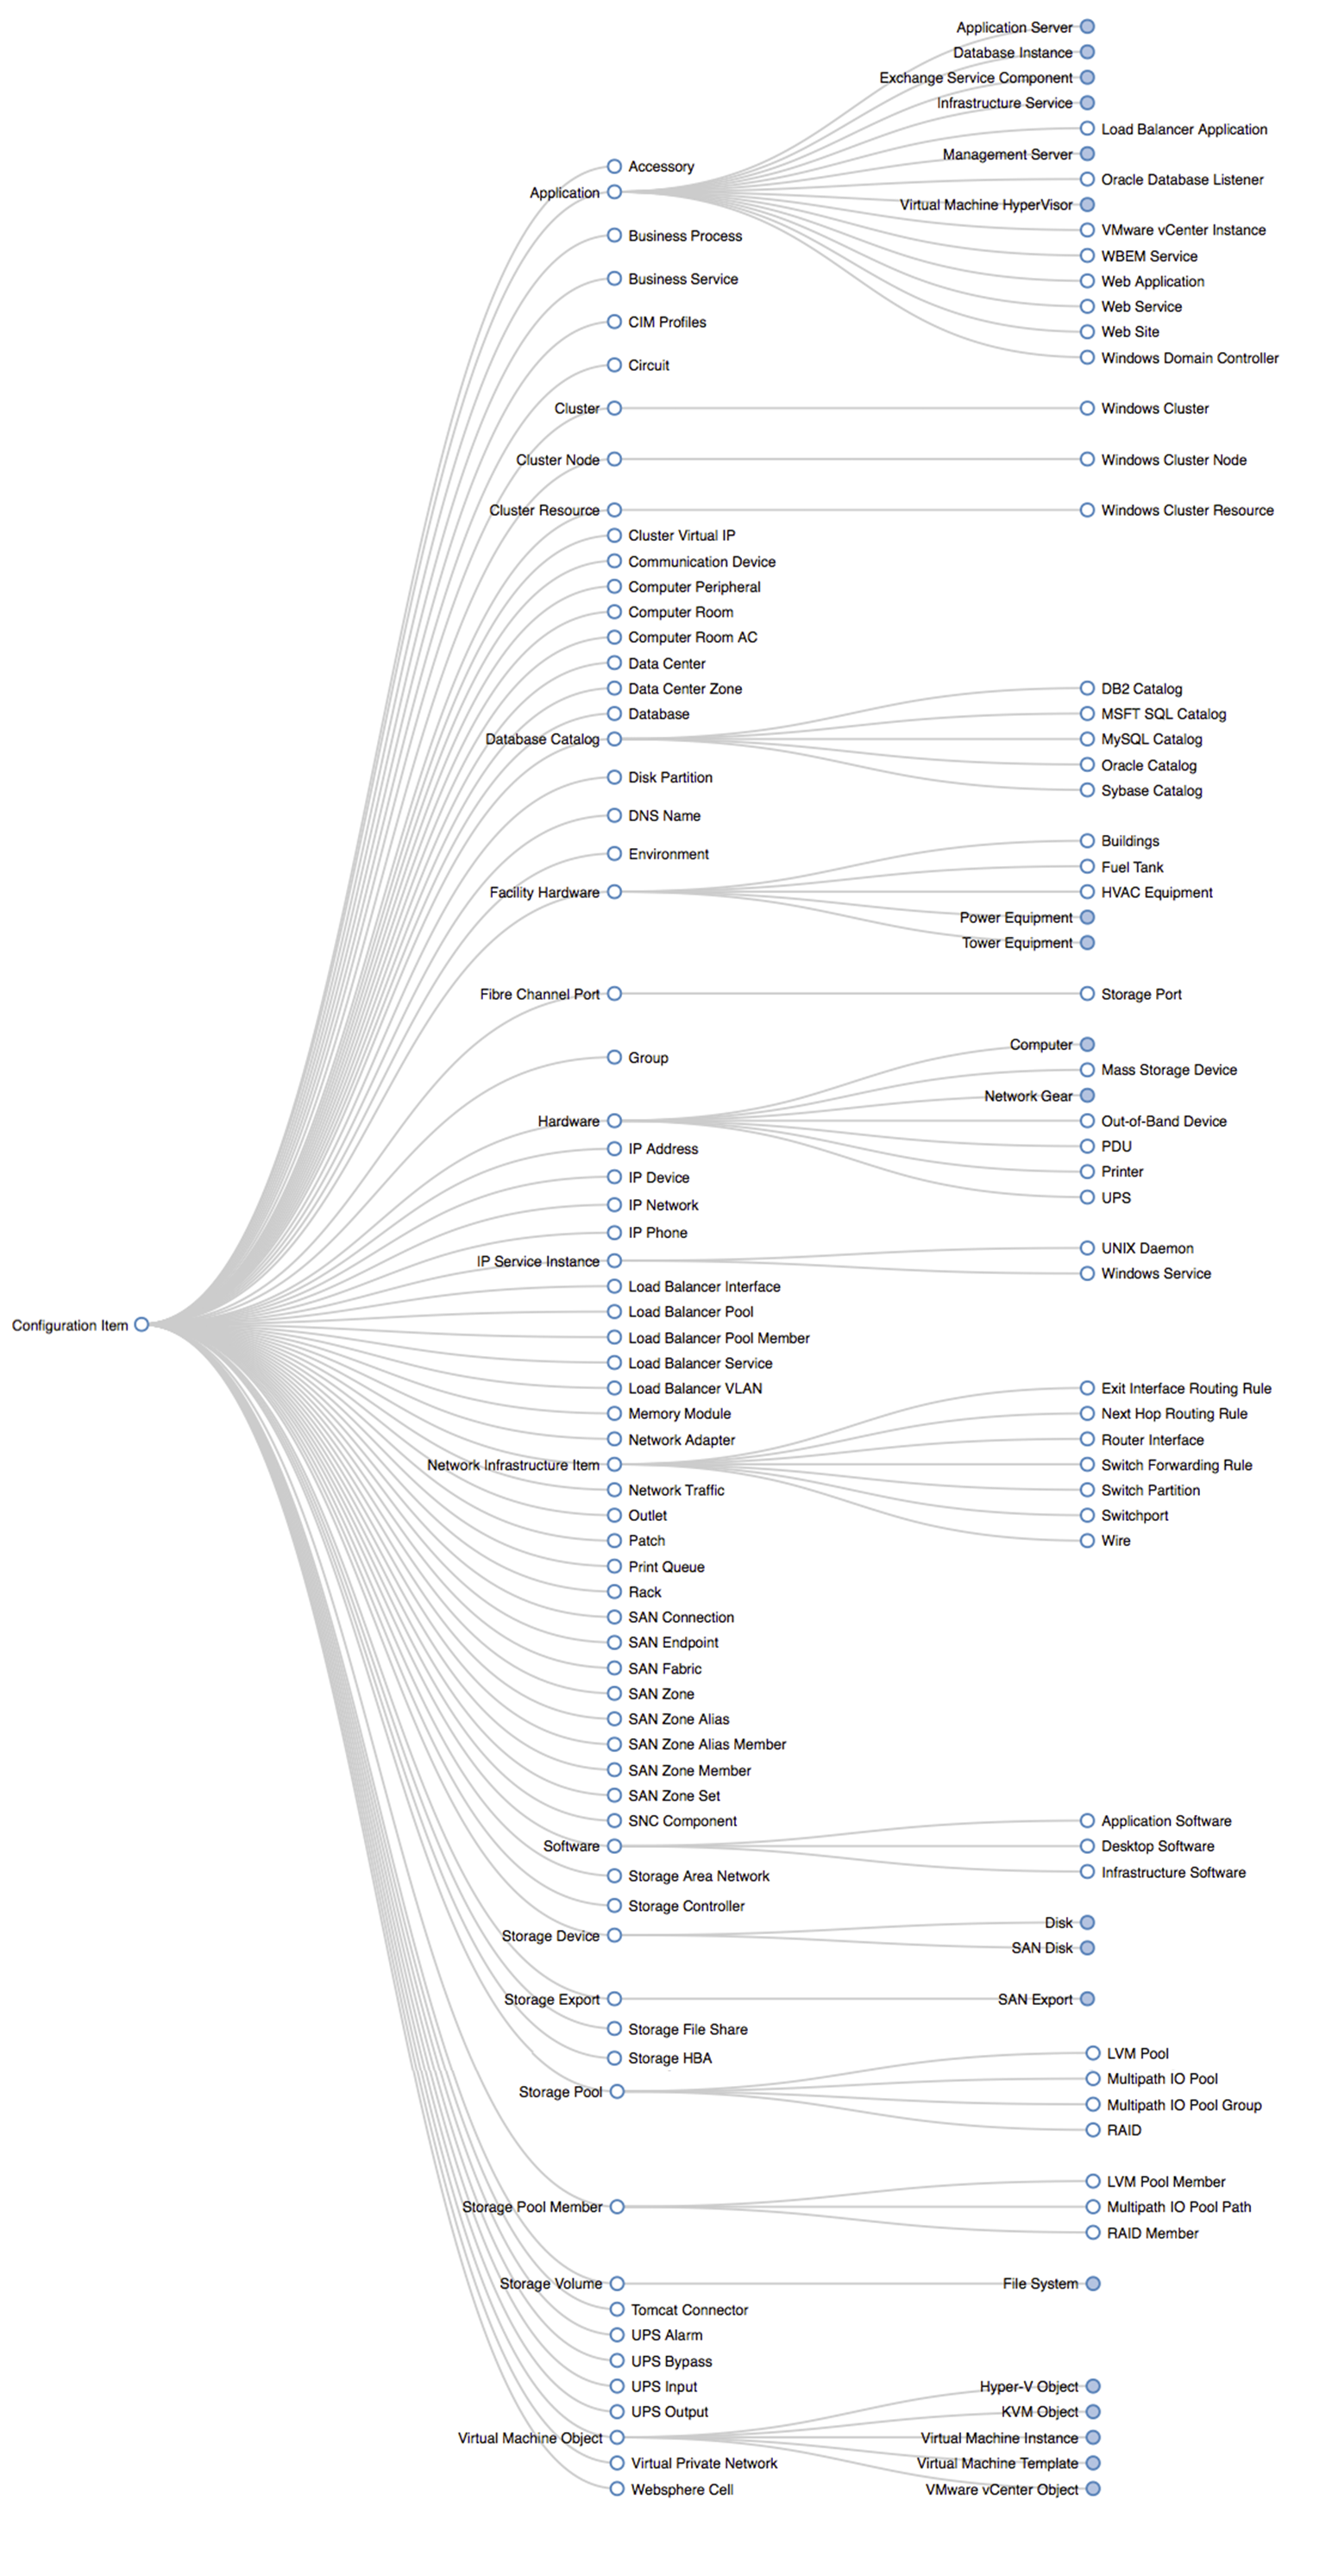 Application Server
Database Instance
Exchange Service Component
Infrastructure Service
Load Balancer Application
Management Server
Oracle Database Listener
Virtual Machine HyperVisor
VMware vCenter Instance
WBEM Service
Web Application
Web Service
Web Site
Windows Domain Controller
Accessory
Application
Business Process
Business Service
CIM Profiles
Circuit
Cluster
Windows Cluster
Cluster Node
Windows Cluster Node
Cluster Resource
Windows Cluster Resource
Cluster Virtual IP
Communication Device
Computer Peripheral
Computer Room
Computer Room AC
Data Center
Data Center Zone
Database
Database Catalog
DB2 Catalog
MSFT SQL Catalog
MySQL Catalog
Oracle Catalog
Sybase Catalog
Disk Partition
DNS Name
Environment
Facility Hardware
Buildings
Fuel Tank
HVAC Equipment
Power Equipment
Tower Equipment
Fibre Channel Port
Storage Port
Group
Hardware
Computer
Mass Storage Device
Network Gear
Out-of-Band Device
PDU
Printer
UPS
IP Address
IP Device
IP Network
IP Phone
IP Service Instance
UNIX Daemon
Windows Service
Configuration Item
Load Balancer Interface
Load Balancer Pool
Load Balancer Pool Member
Load Balancer Service
Load Balancer VLAN
Memory Module
Network Adapter
Network Infrastructure Item
Exit Interface Routing Rule
Next Hop Routing Rule
Router Interface
Switch Forwarding Rule
Switch Partition
Switchport
Wire
Network Traffic
Outlet
Patch
Print Queue
Rack
SAN Connection
SAN Endpoint
SAN Fabric
SAN Zone
SAN Zone Alias
SAN Zone Alias Member
SAN Zone Member
SAN Zone Set
SNC Component
Software
Application Software
Desktop Software
Infrastructure Software
Storage Area Network
Storage Controller
Storage Device
Disk
SAN Disk
Storage Export
SAN Export
Storage File Share
Storage HBA
Storage Pool
LVM Pool
Multipath IO Pool
Multipath IO Pool Group
RAID
Storage Pool Member
LVM Pool Member
Multipath IO Pool Path
RAID Member
Storage Volume
File System
Tomcat Connector
UPS Alarm
UPS Bypass
UPS Input
UPS Output
Virtual Machine Object
Hyper-V Object
KVM Object
Virtual Machine Instance
Virtual Machine Template
VMware vCenter Object
Virtual Private Network
Websphere Cell